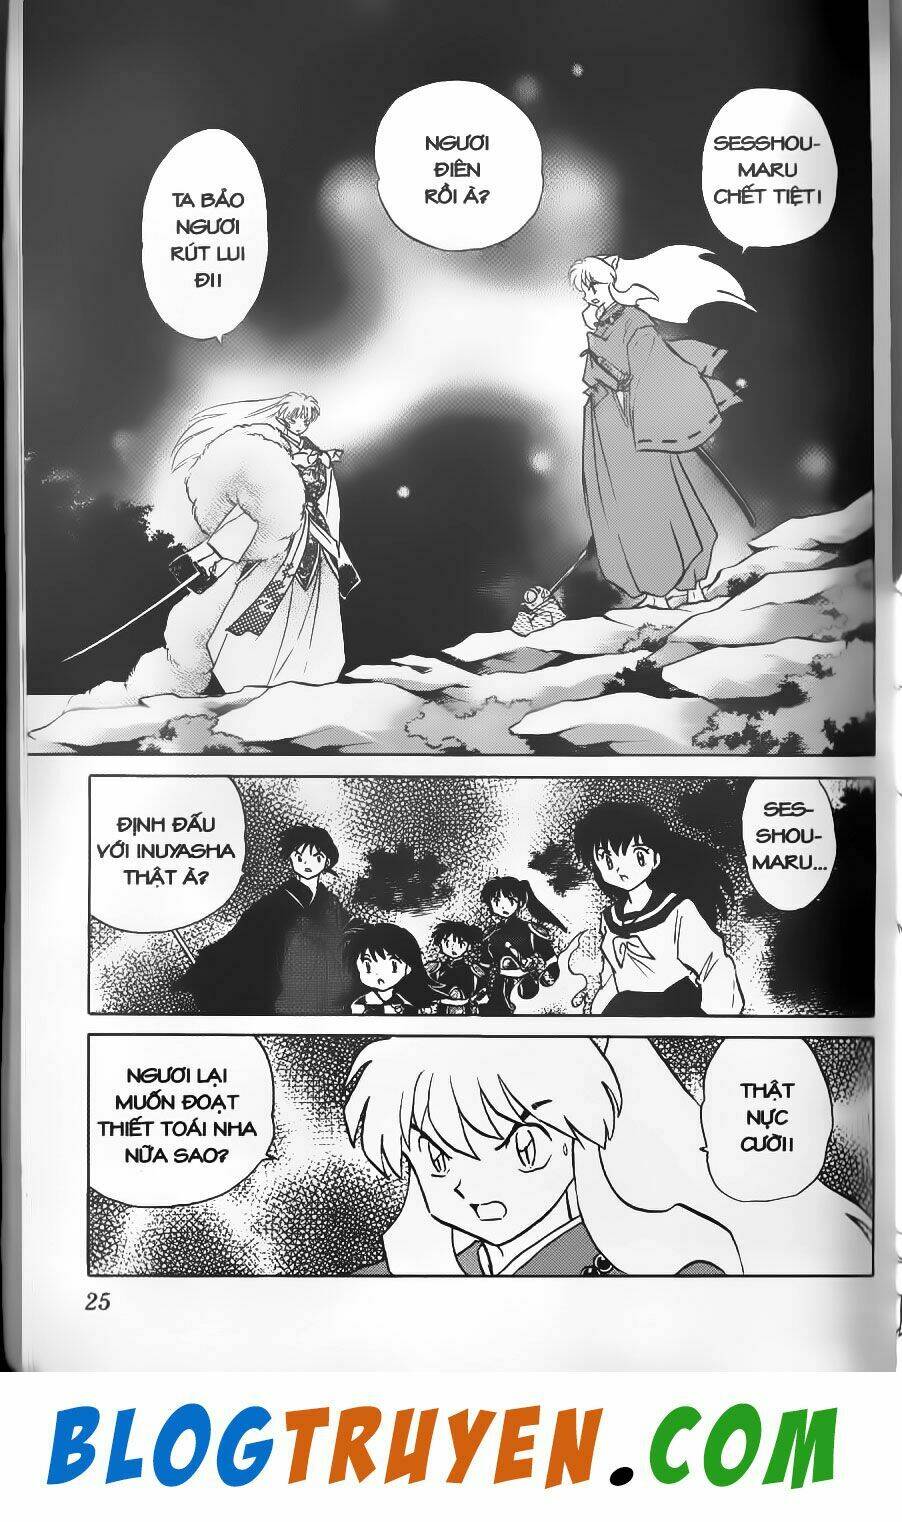 SESSHOU-
MARU
CHẾT TIỆT!
NGƯƠI
ĐIÊN
RỒI À?
TA BẢO
NGƯƠI
RÚT LUI
ĐI!
SES-
SHOU-
MARU...
ĐỊNH ĐẤU
VỚI INUYASHA
THẬT À?
THẬT
NỰC
CƯỜI!
NGƯƠI LẠI
MUỐN ĐOẠT
THIẾT TOÁI NHA
NỮA SAO?
25
BLOGTRUYEN.COM